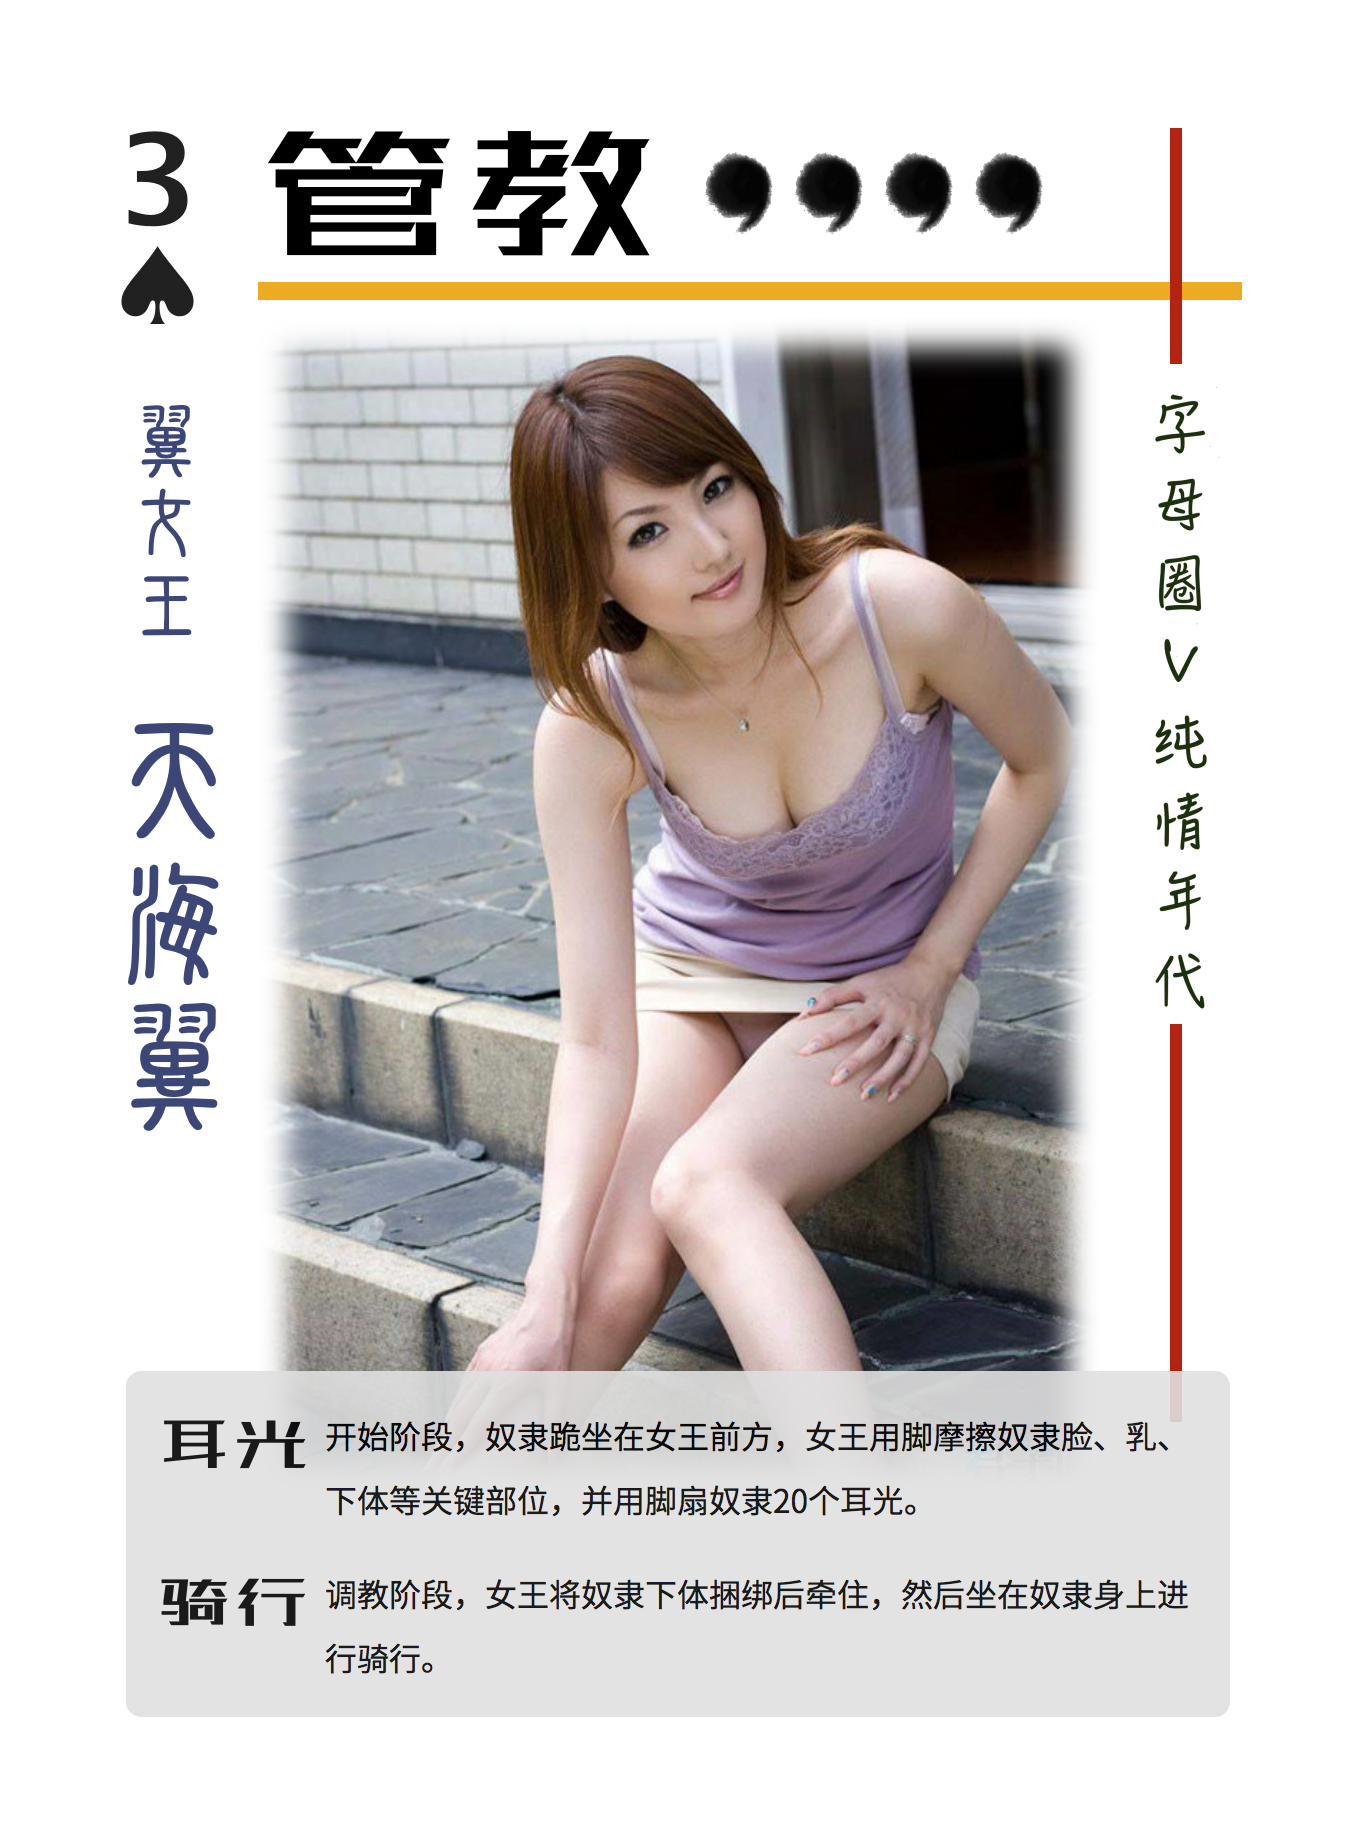 3
管教
翼女王
天海翼
字母圈V纯情年代
耳光
开始阶段，奴隶跪坐在女王前方，女王用脚摩擦奴隶脸、乳、
下体等关键部位，并用脚扇奴隶20个耳光。
骑行
调教阶段，女王将奴隶下体捆绑后牵住，然后坐在奴隶身上进
行骑行。